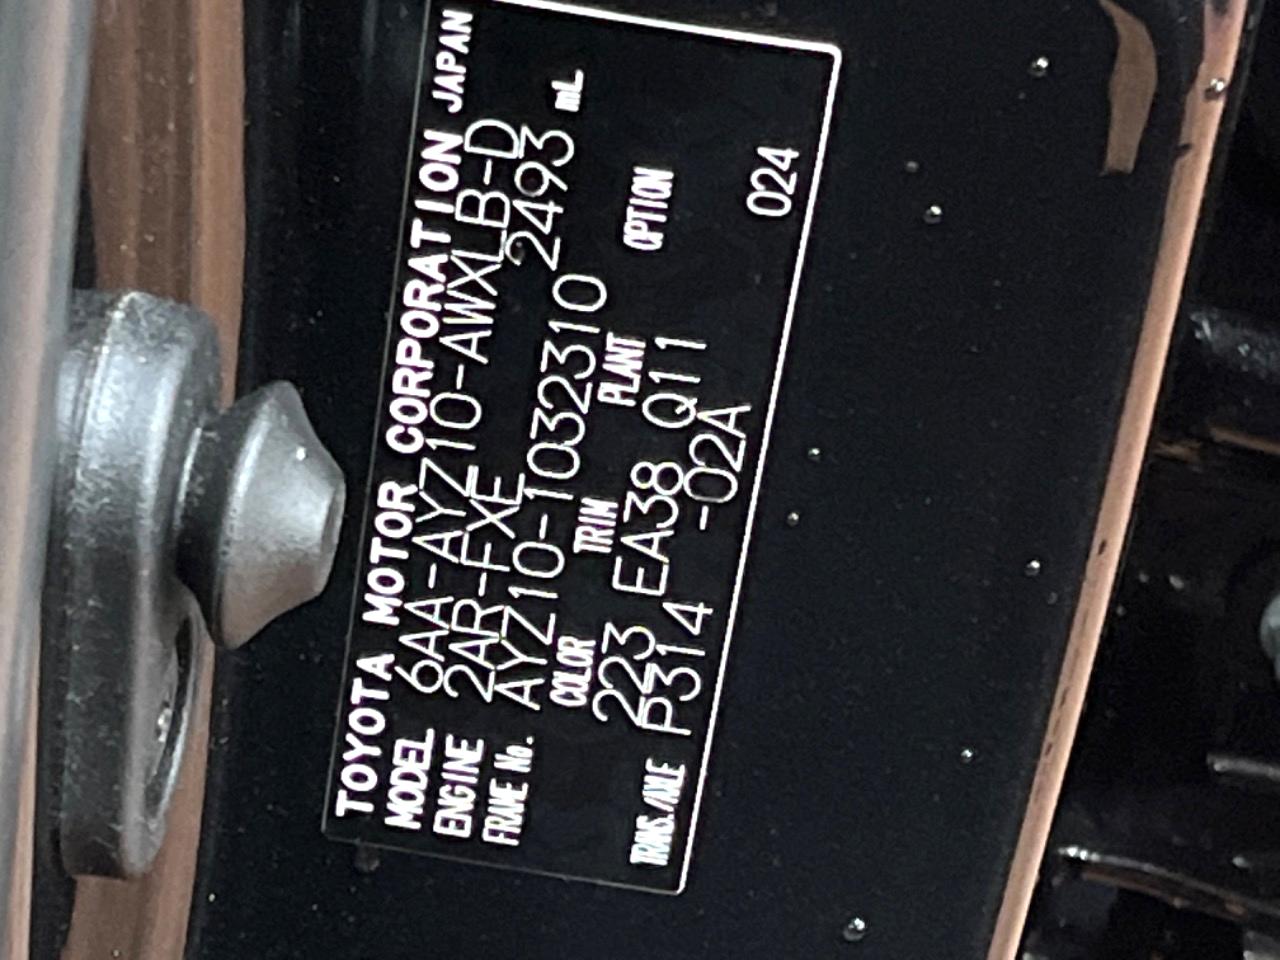 TOYOTA MOTOR CORPORATION JAPAN
MODEL 6AA-AYZ10-AWXLB-D
ENGINE 2AR-FXE 2493 mL
FRAME No. AYZ10-1032310
COLOR TRIM PLANT OPTION
223 EA38 Q11
TRANS./AXLE P314 -02A 024